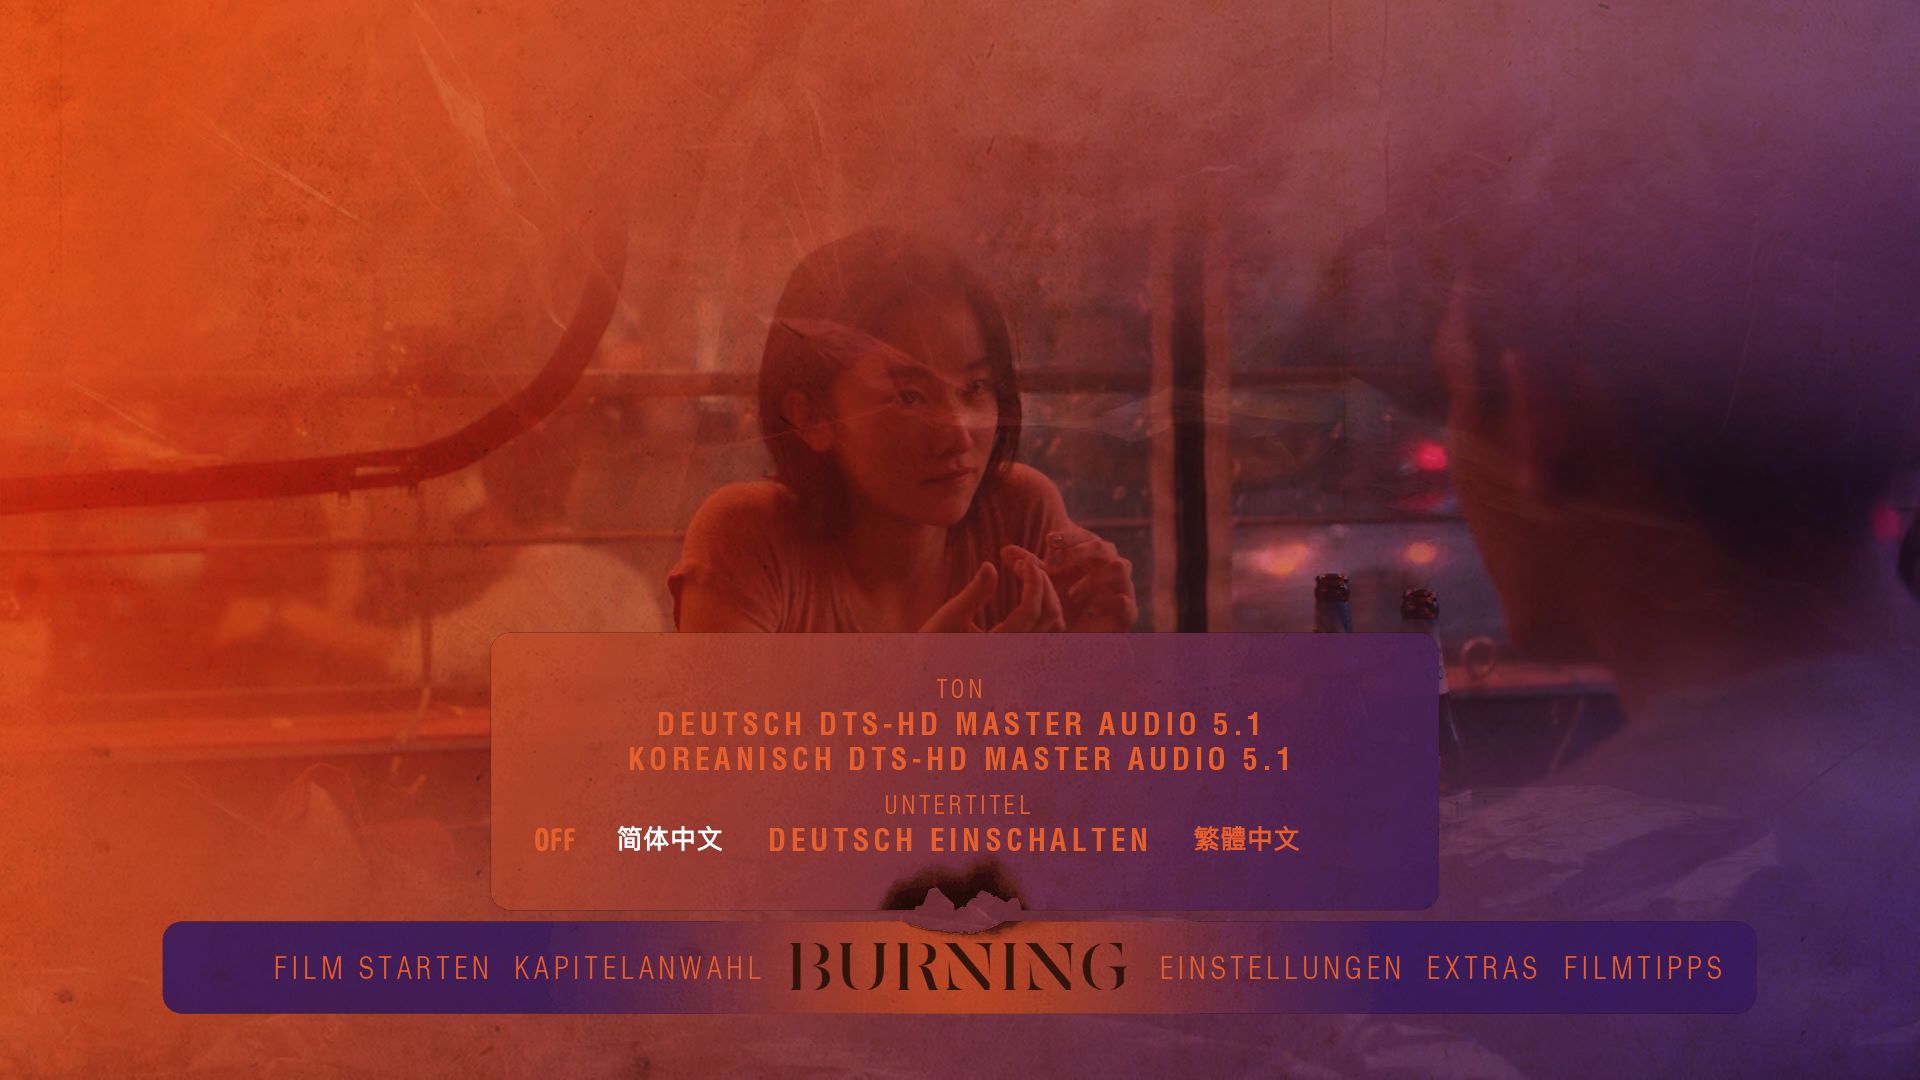 TON
DEUTSCH DTS-HD MASTER AUDIO 5.1
KOREANISCH DTS-HD MASTER AUDIO 5.1
UNTERTITEL
OFF 简体中文 DEUTSCH EINSCHALTEN 繁體中文
FILM STARTEN KAPITELANWAHL BURNING EINSTELLUNGEN EXTRAS FILMTIPPS